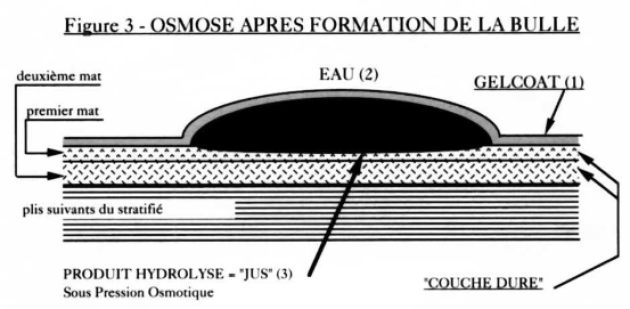 Figure 3 - OSMOSE APRES FORMATION DE LA BULLE
deuxième mat
EAU (2)
GELCOAT (1)
premier mat
plis suivants du stratifié
PRODUIT HYDROLYSE = "JUS" (3)
Sous Pression Osmotique
"COUCHE DURE"